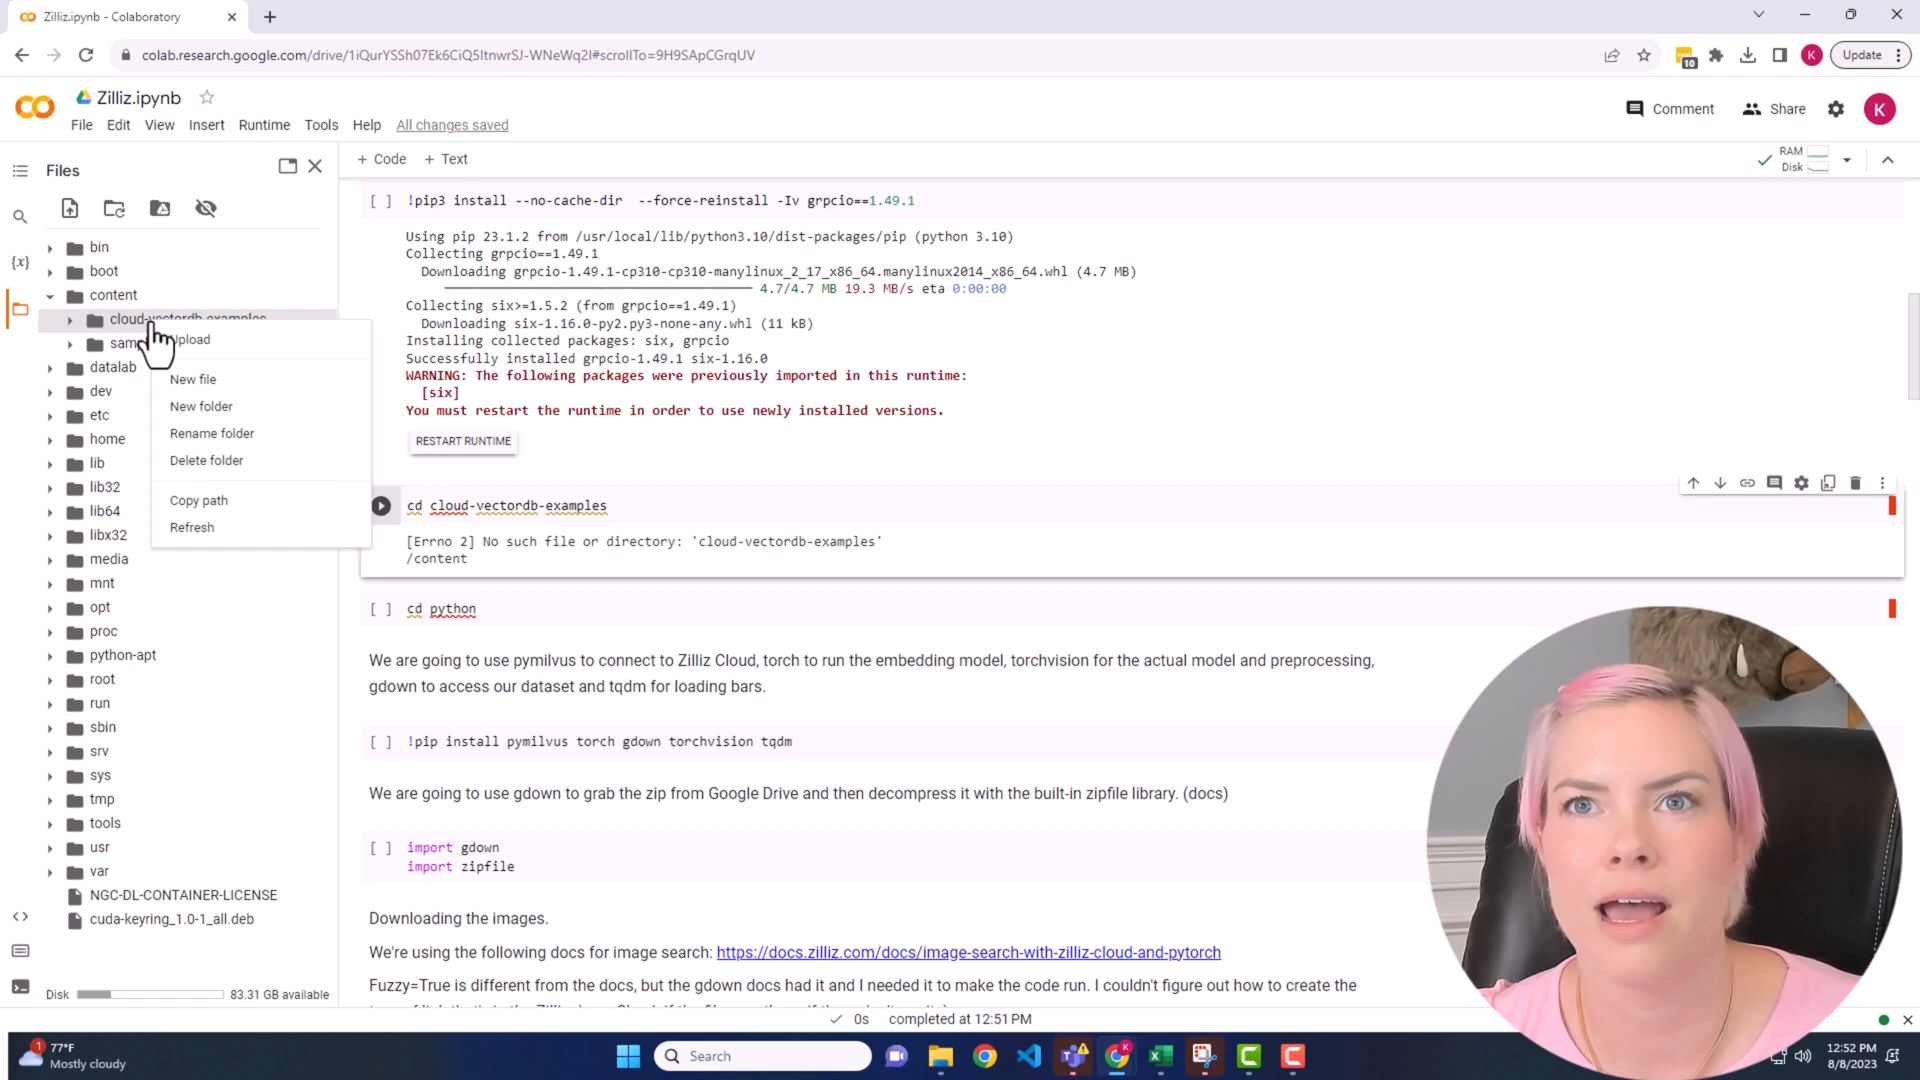 Zilliz.ipynb - Colaboratory
colab.research.google.com/drive/1iQurYSSh07Ek6CiQ5ItnwrSJ-WNeWq2I#scrollTo=9H9SApCGrqUV
10
K
Update
Zilliz.ipynb
File Edit View Insert Runtime Tools Help All changes saved
Comment Share K
Files
+ Code + Text
RAM
Disk
bin
boot
content
cloud-vectordb-examples
sam
datalab
dev
etc
home
lib
lib32
lib64
libx32
media
mnt
opt
proc
python-apt
root
run
sbin
srv
sys
tmp
tools
usr
var
NGC-DL-CONTAINER-LICENSE
cuda-keyring_1.0-1_all.deb
Disk 83.31 GB available
Upload
New file
New folder
Rename folder
Delete folder
Copy path
Refresh
[ ] !pip3 install --no-cache-dir --force-reinstall -Iv grpcio==1.49.1
Using pip 23.1.2 from /usr/local/lib/python3.10/dist-packages/pip (python 3.10)
Collecting grpcio==1.49.1
Downloading grpcio-1.49.1-cp310-cp310-manylinux_2_17_x86_64.manylinux2014_x86_64.whl (4.7 MB)
4.7/4.7 MB 19.3 MB/s eta 0:00:00
Collecting six>=1.5.2 (from grpcio==1.49.1)
Downloading six-1.16.0-py2.py3-none-any.whl (11 kB)
Installing collected packages: six, grpcio
Successfully installed grpcio-1.49.1 six-1.16.0
WARNING: The following packages were previously imported in this runtime:
[six]
You must restart the runtime in order to use newly installed versions.
RESTART RUNTIME
cd cloud-vectordb-examples
[Errno 2] No such file or directory: 'cloud-vectordb-examples'
/content
[ ] cd python
We are going to use pymilvus to connect to Zilliz Cloud, torch to run the embedding model, torchvision for the actual model and preprocessing,
gdown to access our dataset and tqdm for loading bars.
[ ] !pip install pymilvus torch gdown torchvision tqdm
We are going to use gdown to grab the zip from Google Drive and then decompress it with the built-in zipfile library. (docs)
[ ] import gdown
import zipfile
Downloading the images.
We're using the following docs for image search: https://docs.zilliz.com/docs/image-search-with-zilliz-cloud-and-pytorch
Fuzzy=True is different from the docs, but the gdown docs had it and I needed it to make the code run. I couldn't figure out how to create the
0s completed at 12:51 PM
1
77°F
Mostly cloudy
Search
12:52 PM
8/8/2023